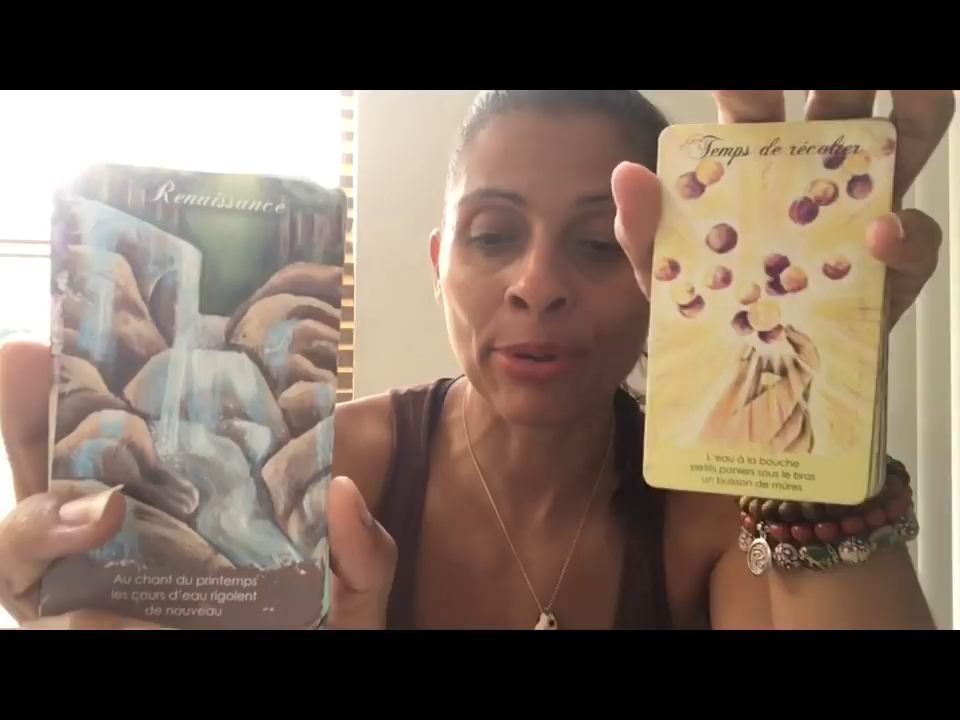 Renaissance
Au chant du printemps
les cours d'eau rigolent
de nouveau
Temps de récolter
L'eau à la bouche
petits paniers sous le bras
un buisson de mûres